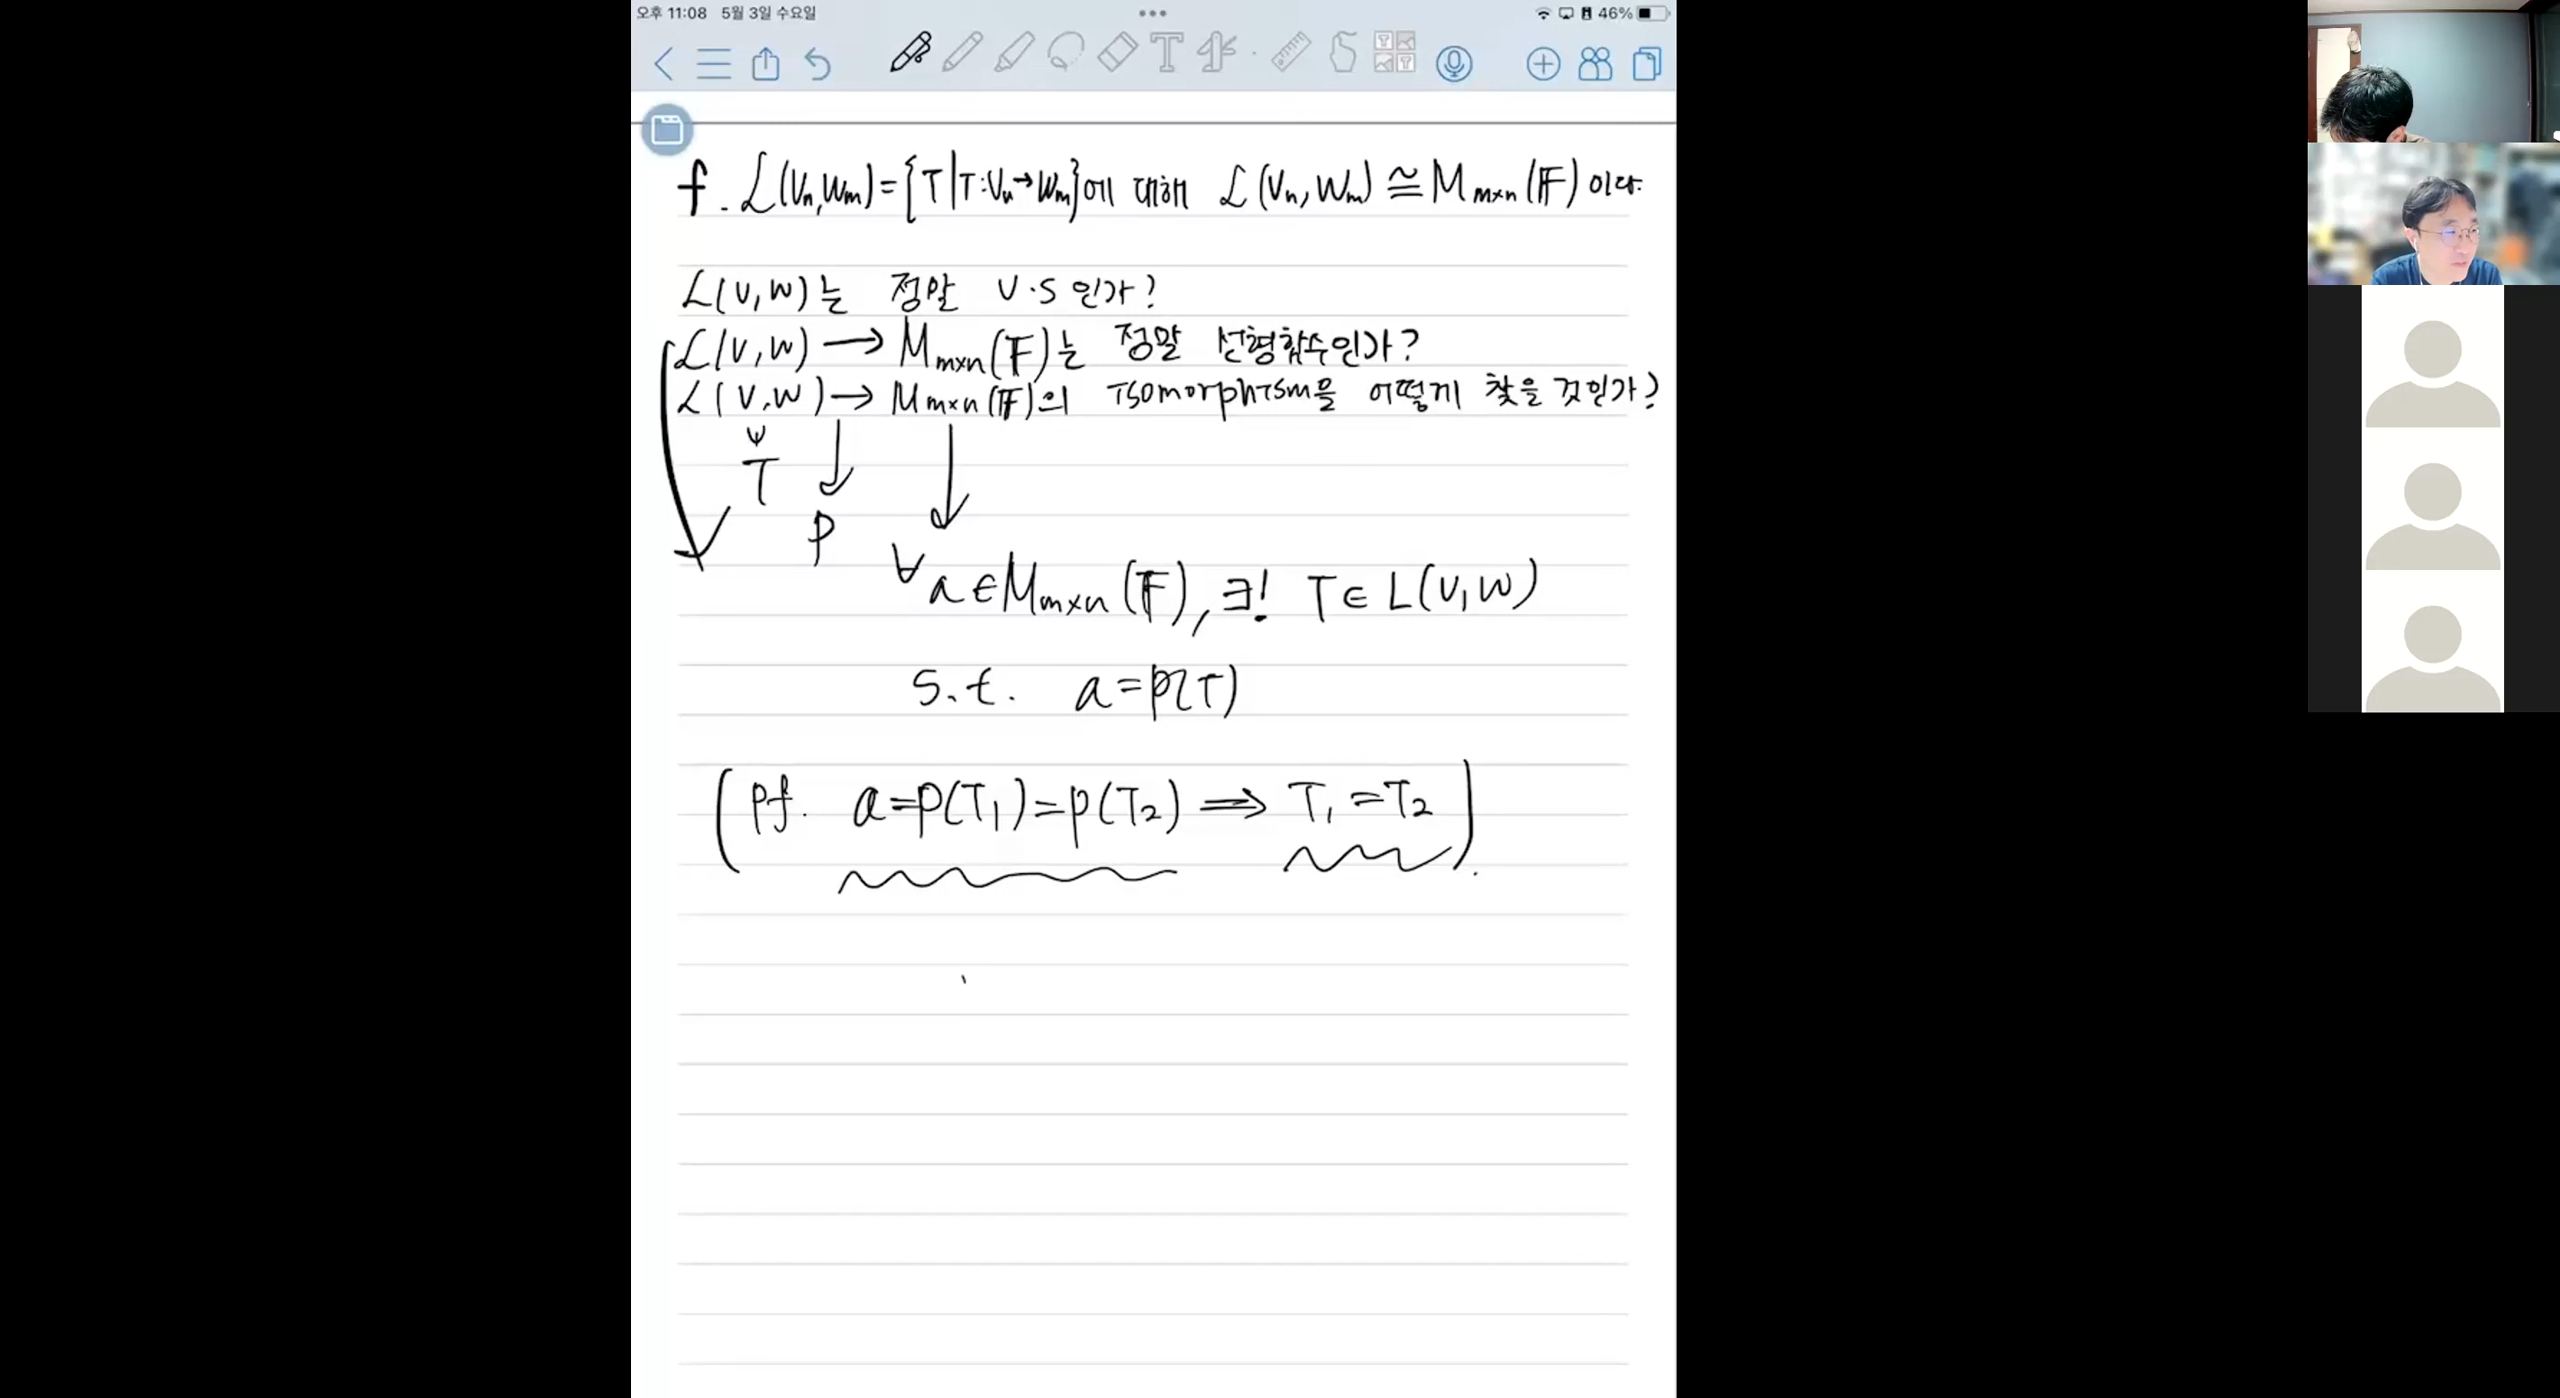 오후 11:08 5월 3일 수요일
46%
f. L(Vn, Wm) = {T | T : Vn → Wm}에 대해 L(Vn, Wm) ≅ Mm×n(F) 이다.
L(V, W)는 정말 V.S 인가?
L(V, W) → Mm×n(F)는 정말 선형함수인가?
L(V, W) → Mm×n(F)의 Isomorphism을 어떻게 찾을 것인가?
T
P
∀a ∈ Mm×n(F), ∃! T ∈ L(V, W)
s.t. a = p(T)
(pf. a = p(T1) = p(T2) ⇒ T1 = T2).